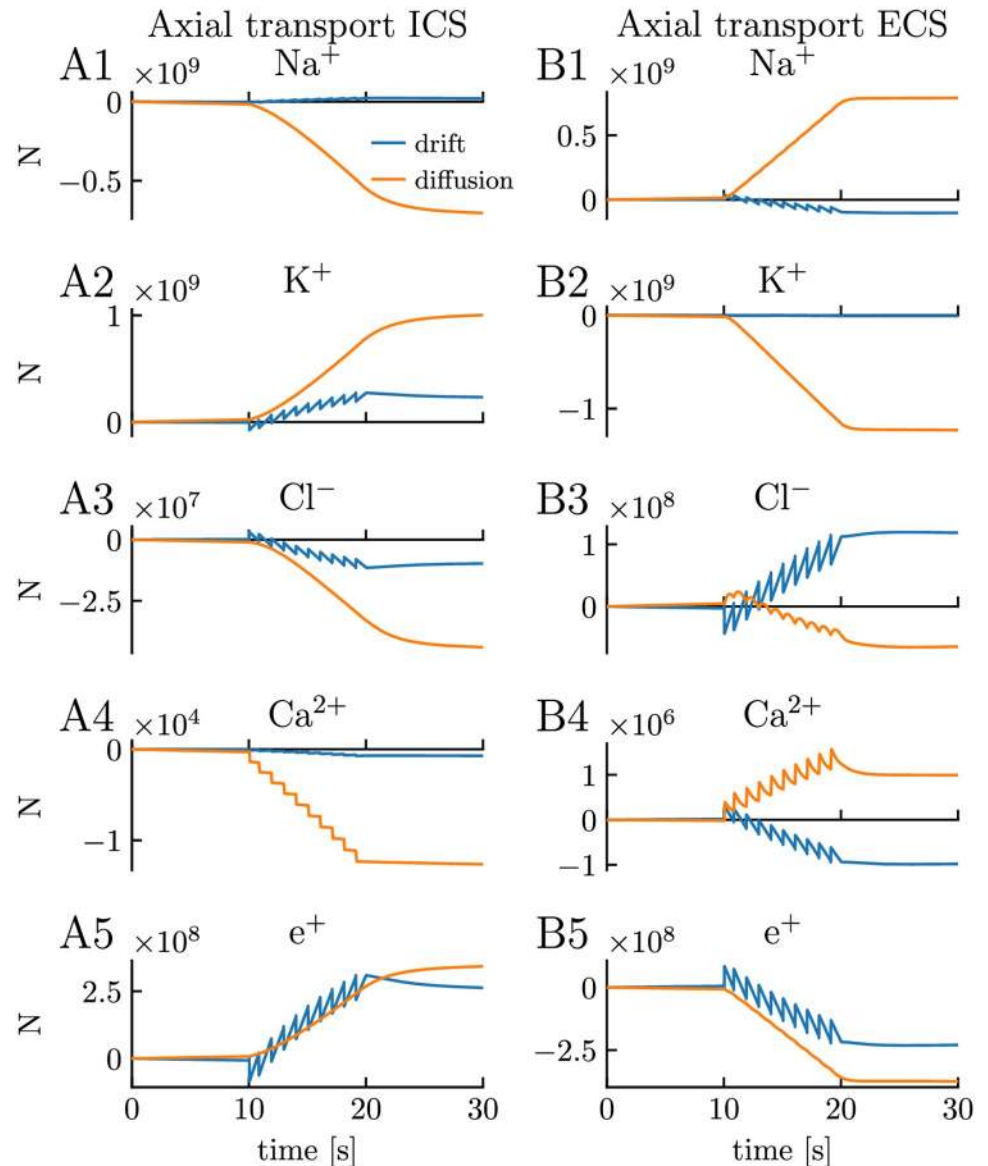 Axial transport ICS
Axial transport ECS
A1 ×10⁹ Na⁺
B1 ×10⁹ Na⁺
0
−0.5
N
drift
diffusion
0.5
0
A2 ×10⁹ K⁺
B2 ×10⁹ K⁺
1
0
N
0
−1
A3 ×10⁷ Cl⁻
B3 ×10⁸ Cl⁻
0
−2.5
N
1
0
A4 ×10⁴ Ca²⁺
B4 ×10⁶ Ca²⁺
0
−1
N
1
0
−1
A5 ×10⁸ e⁺
B5 ×10⁸ e⁺
2.5
0
N
0
−2.5
0 10 20 30
0 10 20 30
time [s]
time [s]